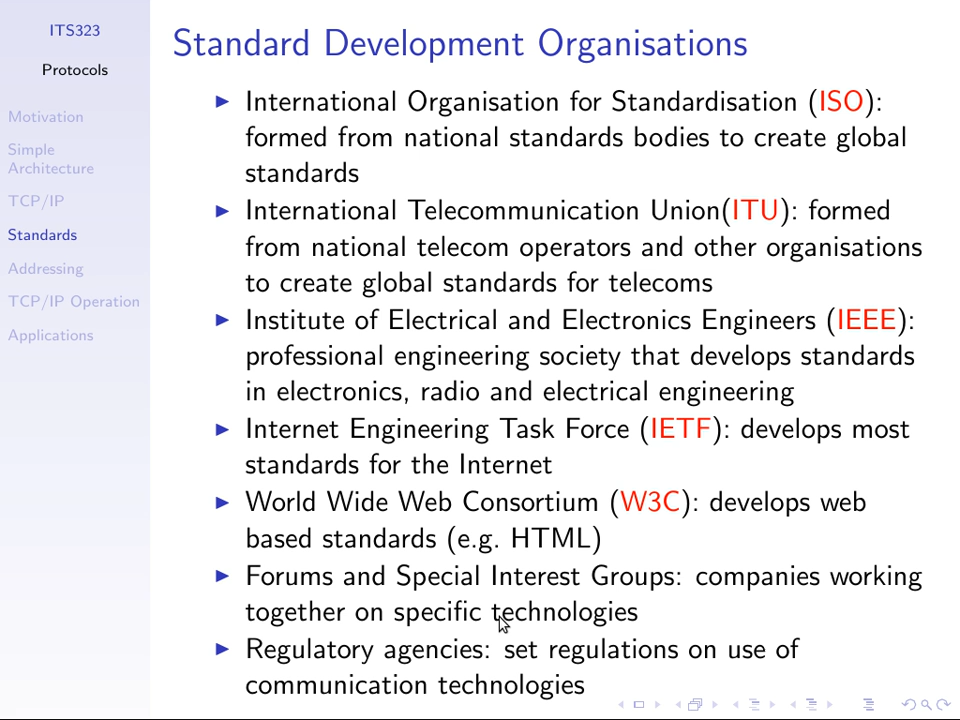 ITS323
Protocols
Motivation
Simple
Architecture
TCP/IP
Standards
Addressing
TCP/IP Operation
Applications
Standard Development Organisations
International Organisation for Standardisation (ISO):
formed from national standards bodies to create global
standards
International Telecommunication Union(ITU): formed
from national telecom operators and other organisations
to create global standards for telecoms
Institute of Electrical and Electronics Engineers (IEEE):
professional engineering society that develops standards
in electronics, radio and electrical engineering
Internet Engineering Task Force (IETF): develops most
standards for the Internet
World Wide Web Consortium (W3C): develops web
based standards (e.g. HTML)
Forums and Special Interest Groups: companies working
together on specific technologies
Regulatory agencies: set regulations on use of
communication technologies